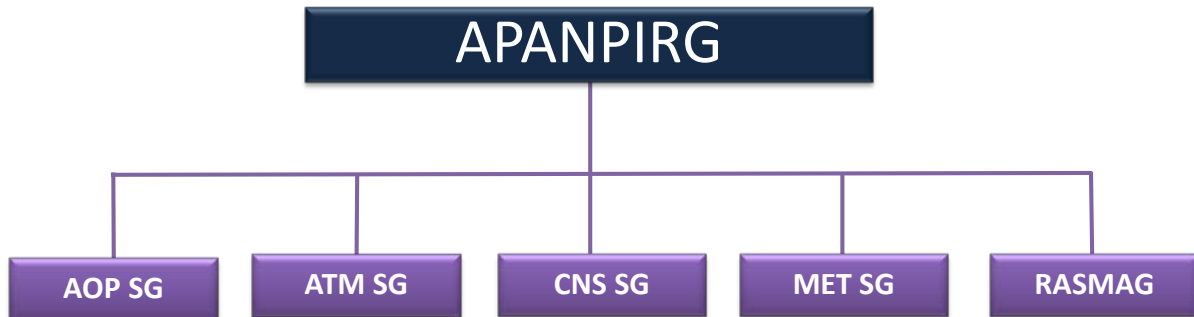 APANPIRG
AOP SG
ATM SG
CNS SG
MET SG
RASMAG